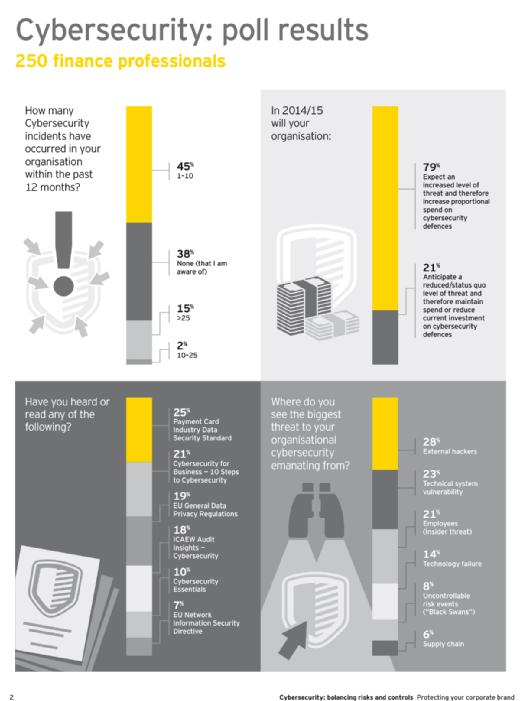 Cybersecurity: poll results
250 finance professionals
How many
Cybersecurity
incidents have
occurred in your
organisation
within the past
12 months?
45%
1-10
38%
None (that I am
aware of)
15%
>25
2%
10-25
In 2014/15
will your
organisation:
79%
Expect an
increased level of
threat and therefore
increase proportional
spend on
cybersecurity
defences
21%
Anticipate a
reduced/status quo
level of threat and
therefore maintain
spend or reduce
current investment
on cybersecurity
defences
Have you heard or
read any of the
following?
25%
Payment Card
Industry Data
Security Standard
21%
Cybersecurity for
Business – 10 Steps
to Cybersecurity
19%
EU General Data
Privacy Regulations
18%
ICAEW Audit
Insights –
Cybersecurity
10%
Cybersecurity
Essentials
7%
EU Network
Information Security
Directive
Where do you
see the biggest
threat to your
organisational
cybersecurity
emanating from?
28%
External hackers
23%
Technical system
vulnerability
21%
Employees
(Insider threat)
14%
Technology failure
8%
Uncontrollable
risk events
("Black Swans")
6%
Supply chain
2
Cybersecurity: balancing risks and controls Protecting your corporate brand